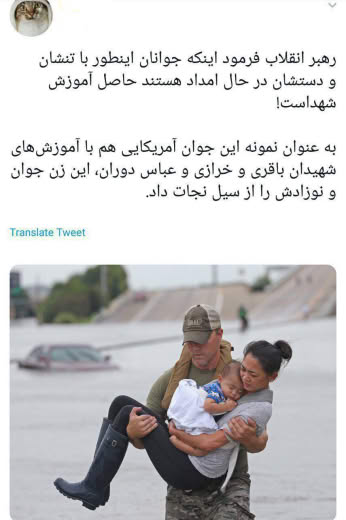 رهبر انقلاب فرمود اینکه جوانان اینطور با تنشان
و دستشان در حال امداد هستند حاصل آموزش
شهداست!
به عنوان نمونه این جوان آمریکایی هم با آموزش‌های
شهیدان باقری و خرازی و عباس دوران، این زن جوان
و نوزادش را از سیل نجات داد.
Translate Tweet